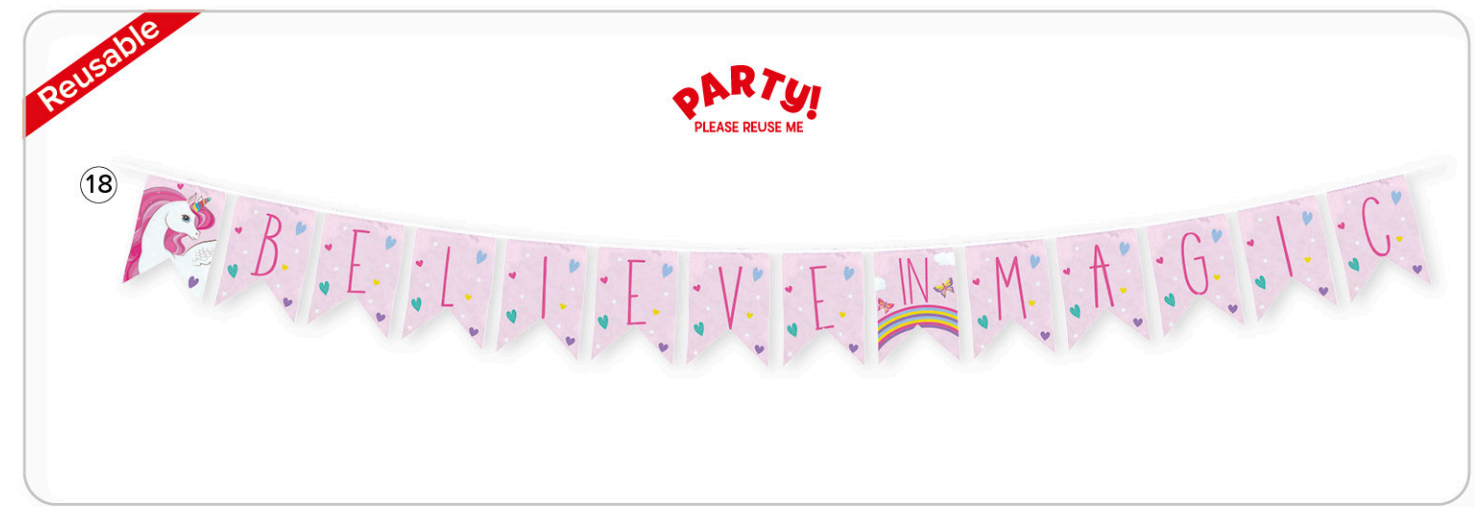 Reusable
PARTY!
PLEASE REUSE ME
18
BELIEVE IN MAGIC